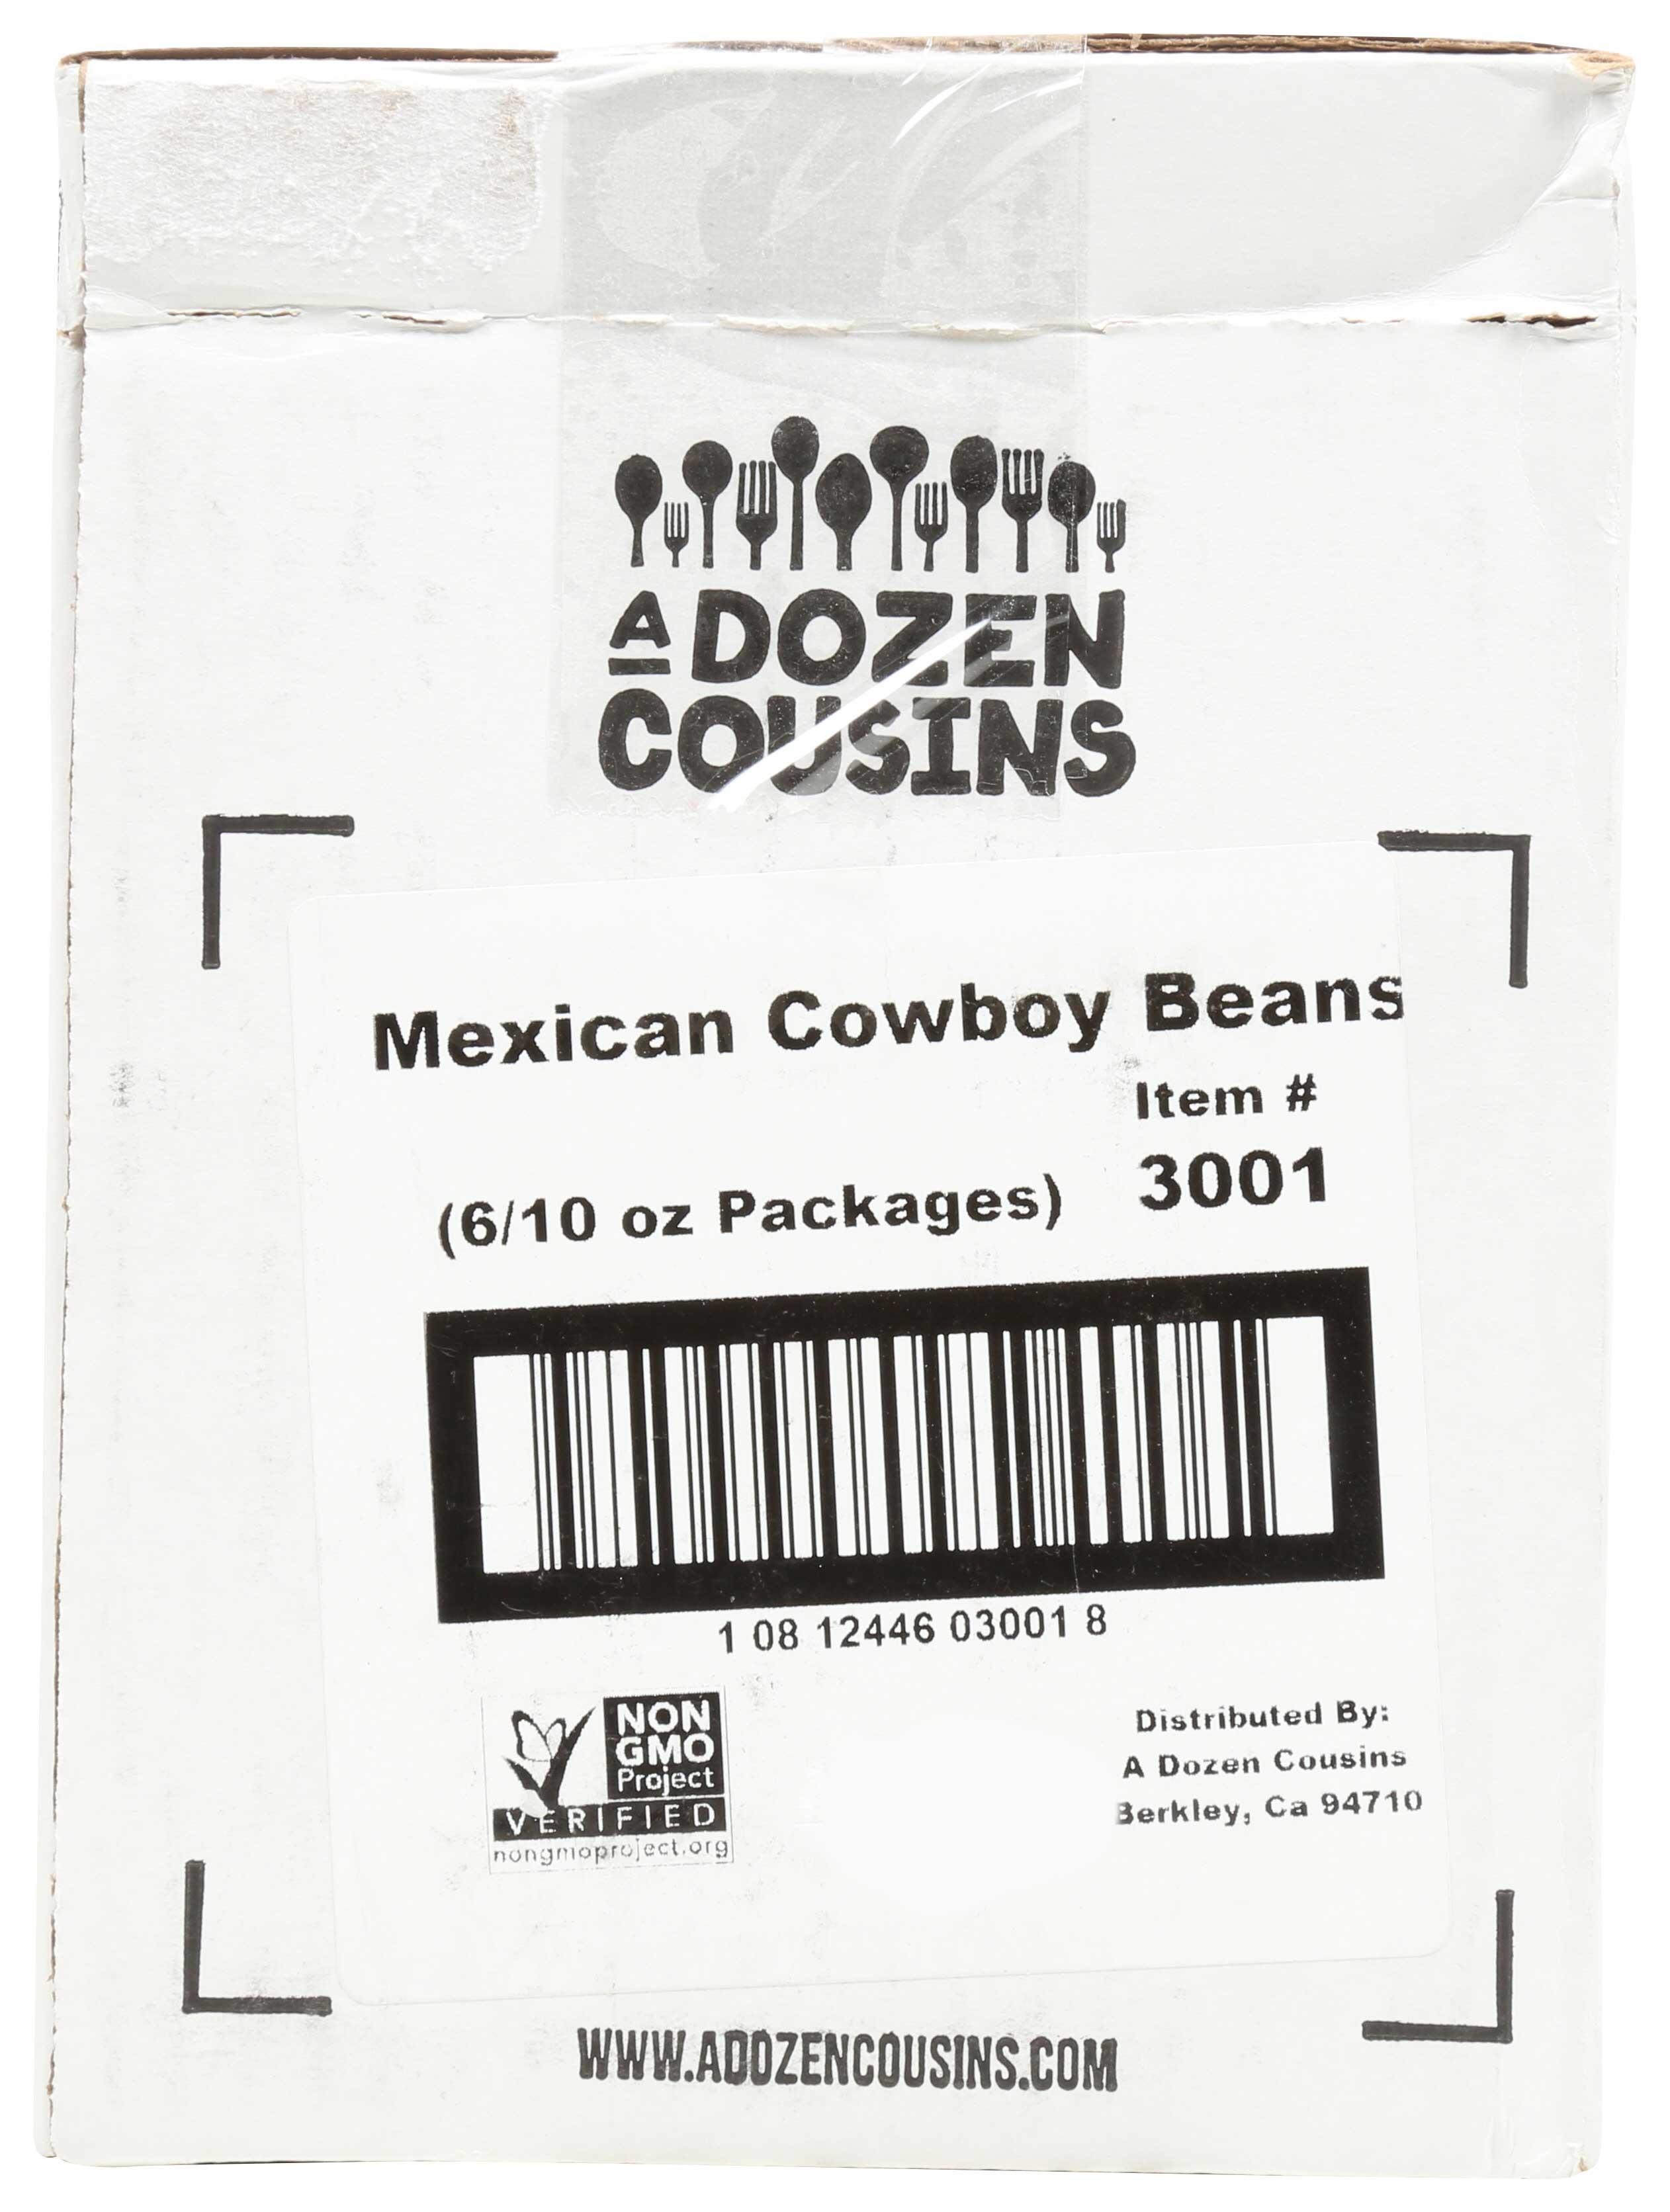 A DOZEN
COUSINS
Mexican Cowboy Beans
Item #
(6/10 oz Packages) 3001
1 08 12446 03001 8
NON
GMO
Project
VERIFIED
nongmoproject.org
Distributed By:
A Dozen Cousins
Berkley, Ca 94710
WWW.ADOZENCOUSINS.COM